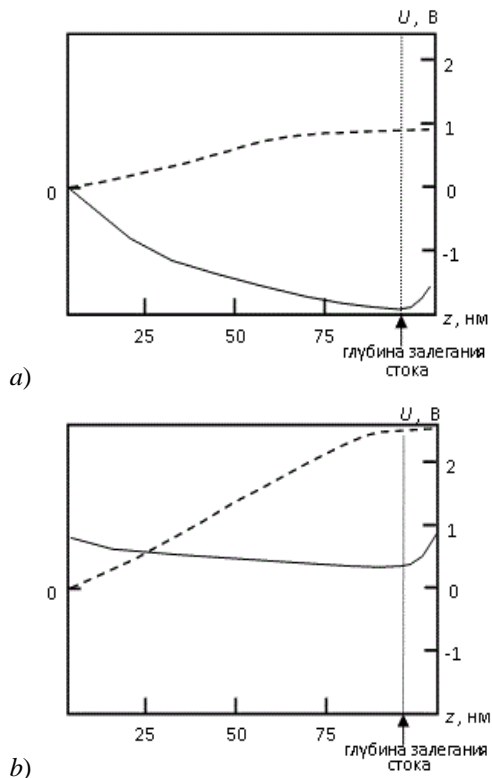 U, В
2
1
0
0
-1
z, нм
25
50
75
глубина залегания
стока
a)
U, В
2
1
0
0
-1
z, нм
25
50
75
глубина залегания
стока
b)